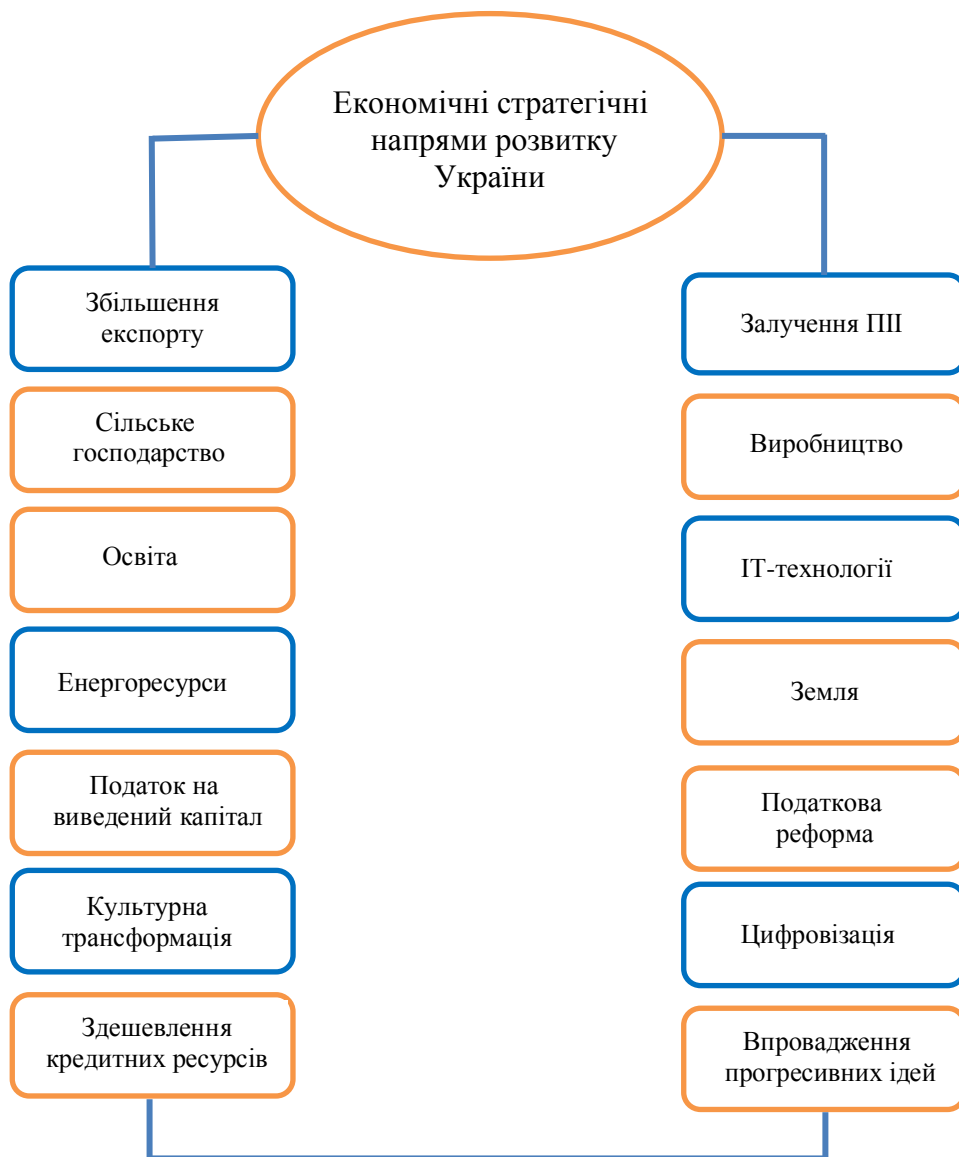 Економічні стратегічні
напрями розвитку
України
Збільшення
експорту
Сільське
господарство
Освіта
Енергоресурси
Податок на
виведений капітал
Культурна
трансформація
Здешевлення
кредитних ресурсів
Залучення ПІІ
Виробництво
ІТ-технології
Земля
Податкова
реформа
Цифровізація
Впровадження
прогресивних ідей